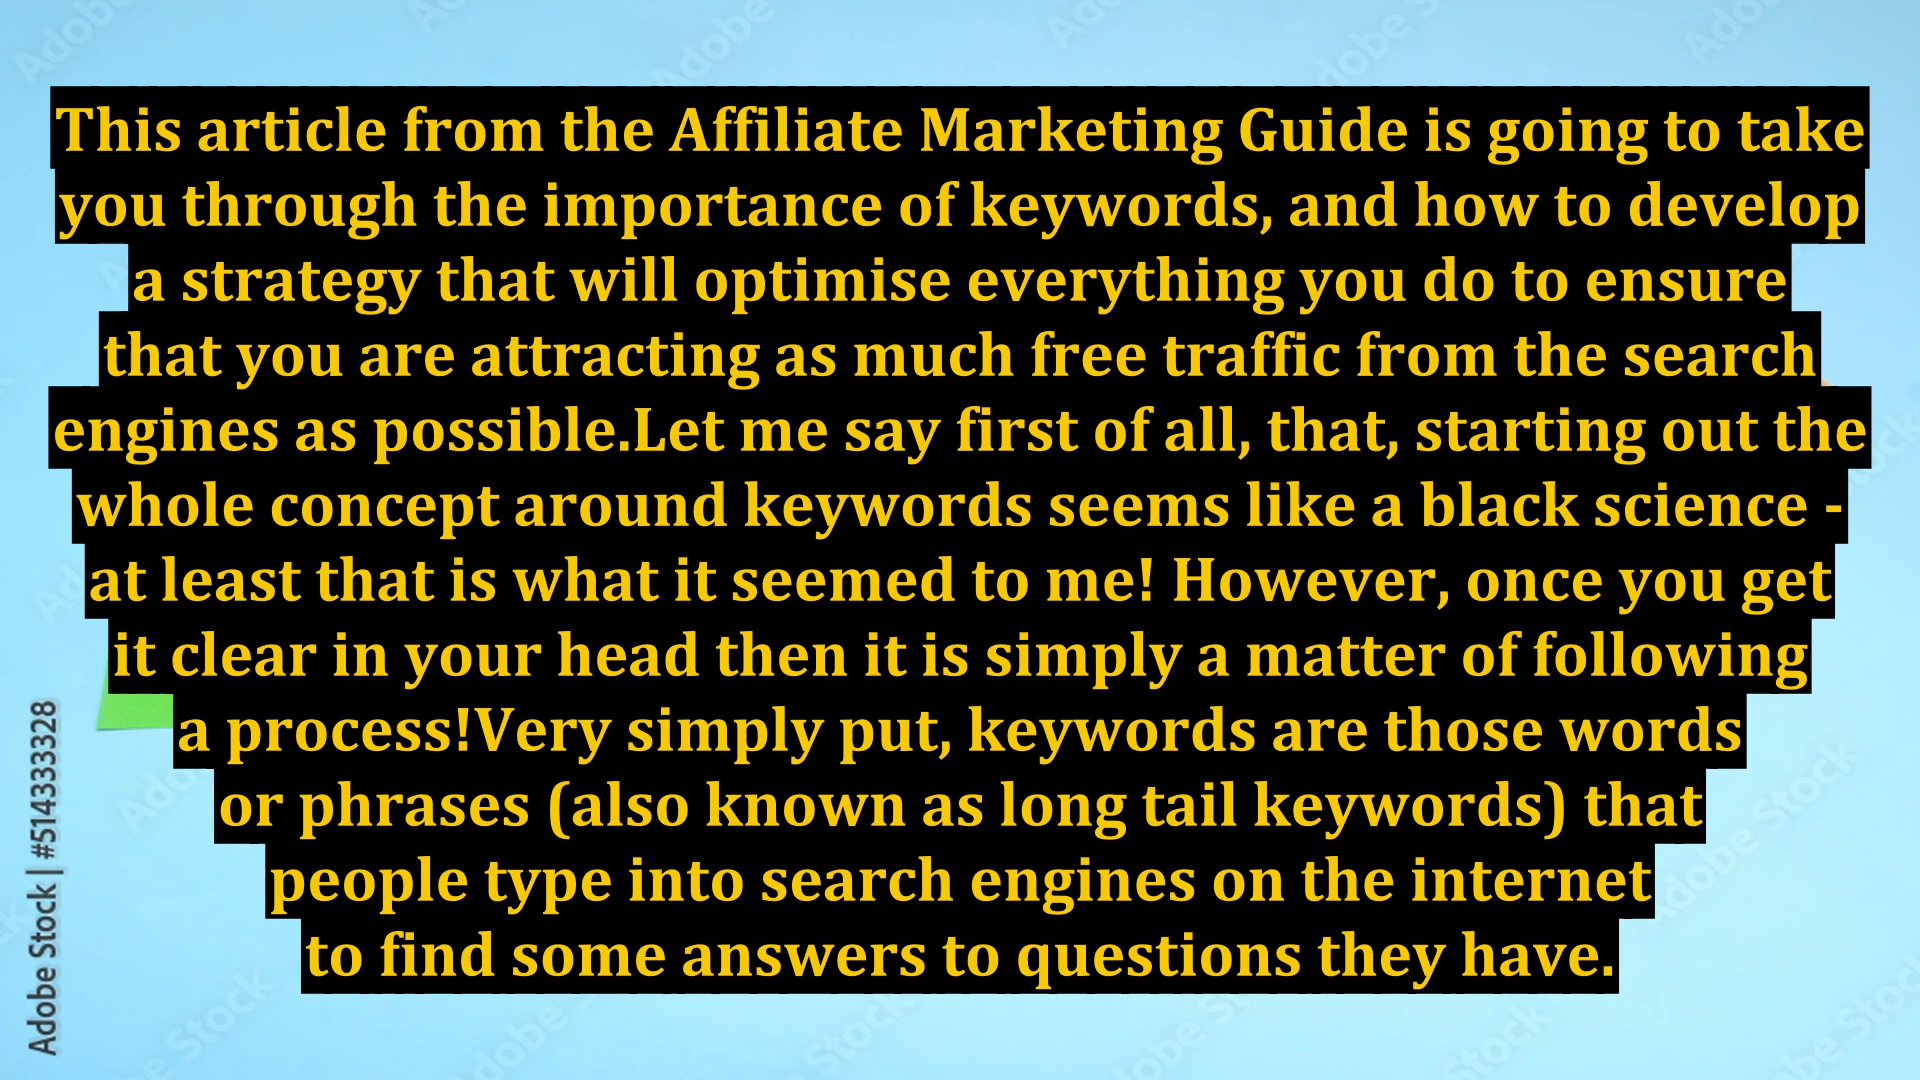 This article from the Affiliate Marketing Guide is going to take
you through the importance of keywords, and how to develop
a strategy that will optimise everything you do to ensure
that you are attracting as much free traffic from the search
engines as possible.Let me say first of all, that, starting out the
whole concept around keywords seems like a black science -
at least that is what it seemed to me! However, once you get
it clear in your head then it is simply a matter of following
a process!Very simply put, keywords are those words
or phrases (also known as long tail keywords) that
people type into search engines on the internet
to find some answers to questions they have.
Adobe Stock | #514333328